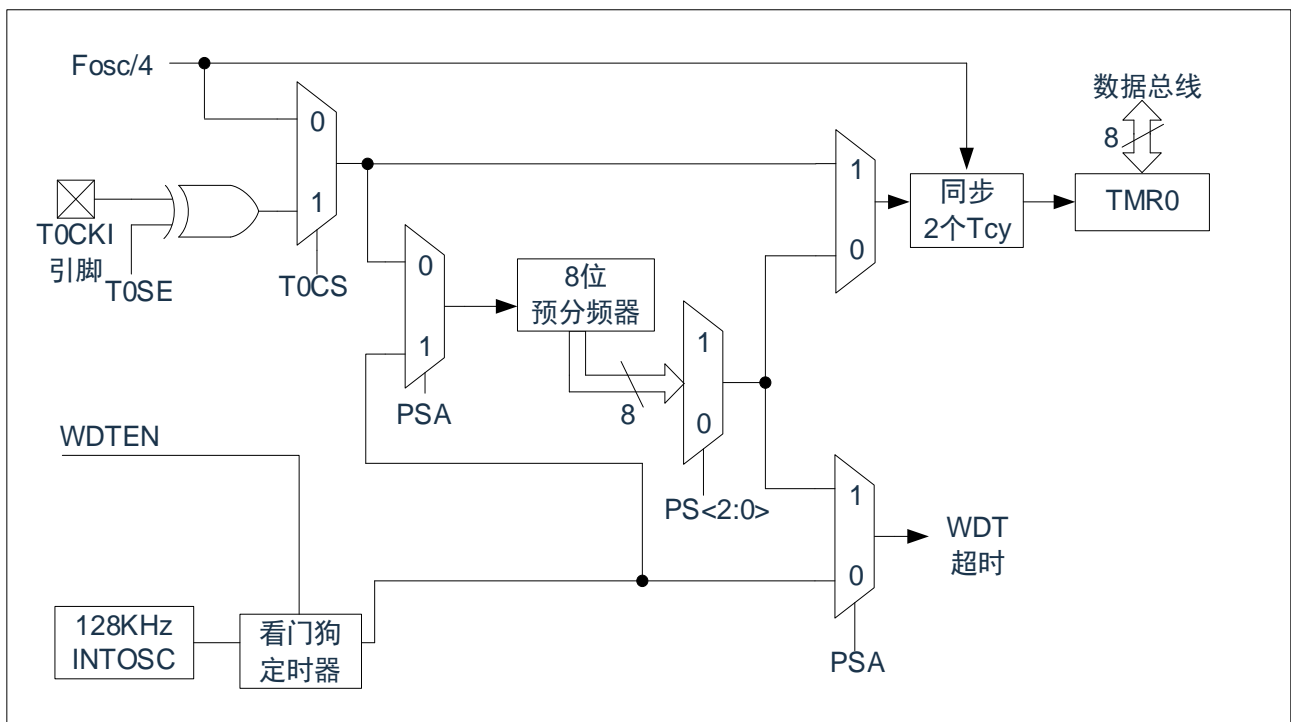 Fosc/4
数据总线
0
8
1
同步
2个Tcy
TMR0
1
T0CKI
引脚
T0SE
T0CS
0
8位
预分频器
0
1
1
8
PSA
0
WDTEN
PS<2:0>
1
WDT
超时
0
128KHz
INTOSC
看门狗
定时器
PSA